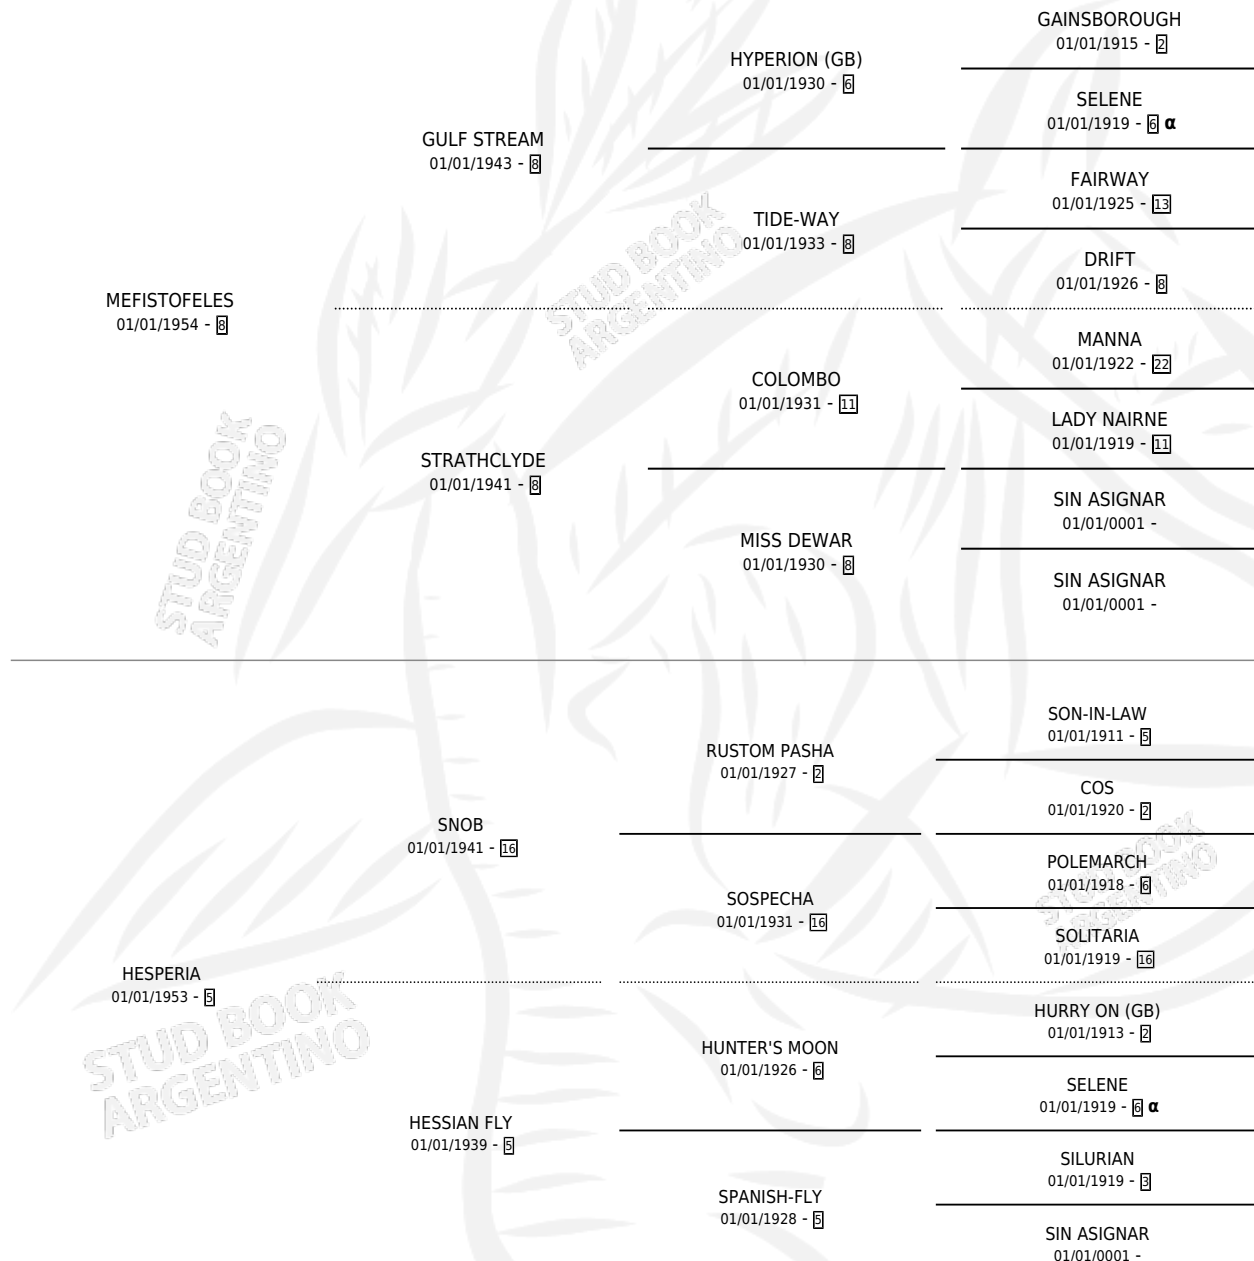 GAINSBOROUGH
01/01/1915 - 2
HYPERION (GB)
01/01/1930 - 6
SELENE
01/01/1919 - 6 α
GULF STREAM
01/01/1943 - 8
FAIRWAY
01/01/1925 - 13
TIDE-WAY
01/01/1933 - 8
DRIFT
01/01/1926 - 8
MEFISTOFELES
01/01/1954 - 8
MANNA
01/01/1922 - 22
COLOMBO
01/01/1931 - 11
LADY NAIRNE
01/01/1919 - 11
STRATHCLYDE
01/01/1941 - 8
SIN ASIGNAR
01/01/0001 -
MISS DEWAR
01/01/1930 - 8
SIN ASIGNAR
01/01/0001 -
SON-IN-LAW
01/01/1911 - 5
RUSTOM PASHA
01/01/1927 - 2
COS
01/01/1920 - 2
SNOB
01/01/1941 - 16
POLEMARCH
01/01/1918 - 6
SOSPECHA
01/01/1931 - 16
SOLITARIA
01/01/1919 - 16
HESPERIA
01/01/1953 - 5
HURRY ON (GB)
01/01/1913 - 2
HUNTER'S MOON
01/01/1926 - 6
SELENE
01/01/1919 - 6 α
HESSIAN FLY
01/01/1939 - 5
SILURIAN
01/01/1919 - 3
SPANISH-FLY
01/01/1928 - 5
SIN ASIGNAR
01/01/0001 -
STUD BOOK
ARGENTINO
STUD BOOK
ARGENTINO
STUD BOOK
ARGENTINO
STUD BOOK
ARGENTINO